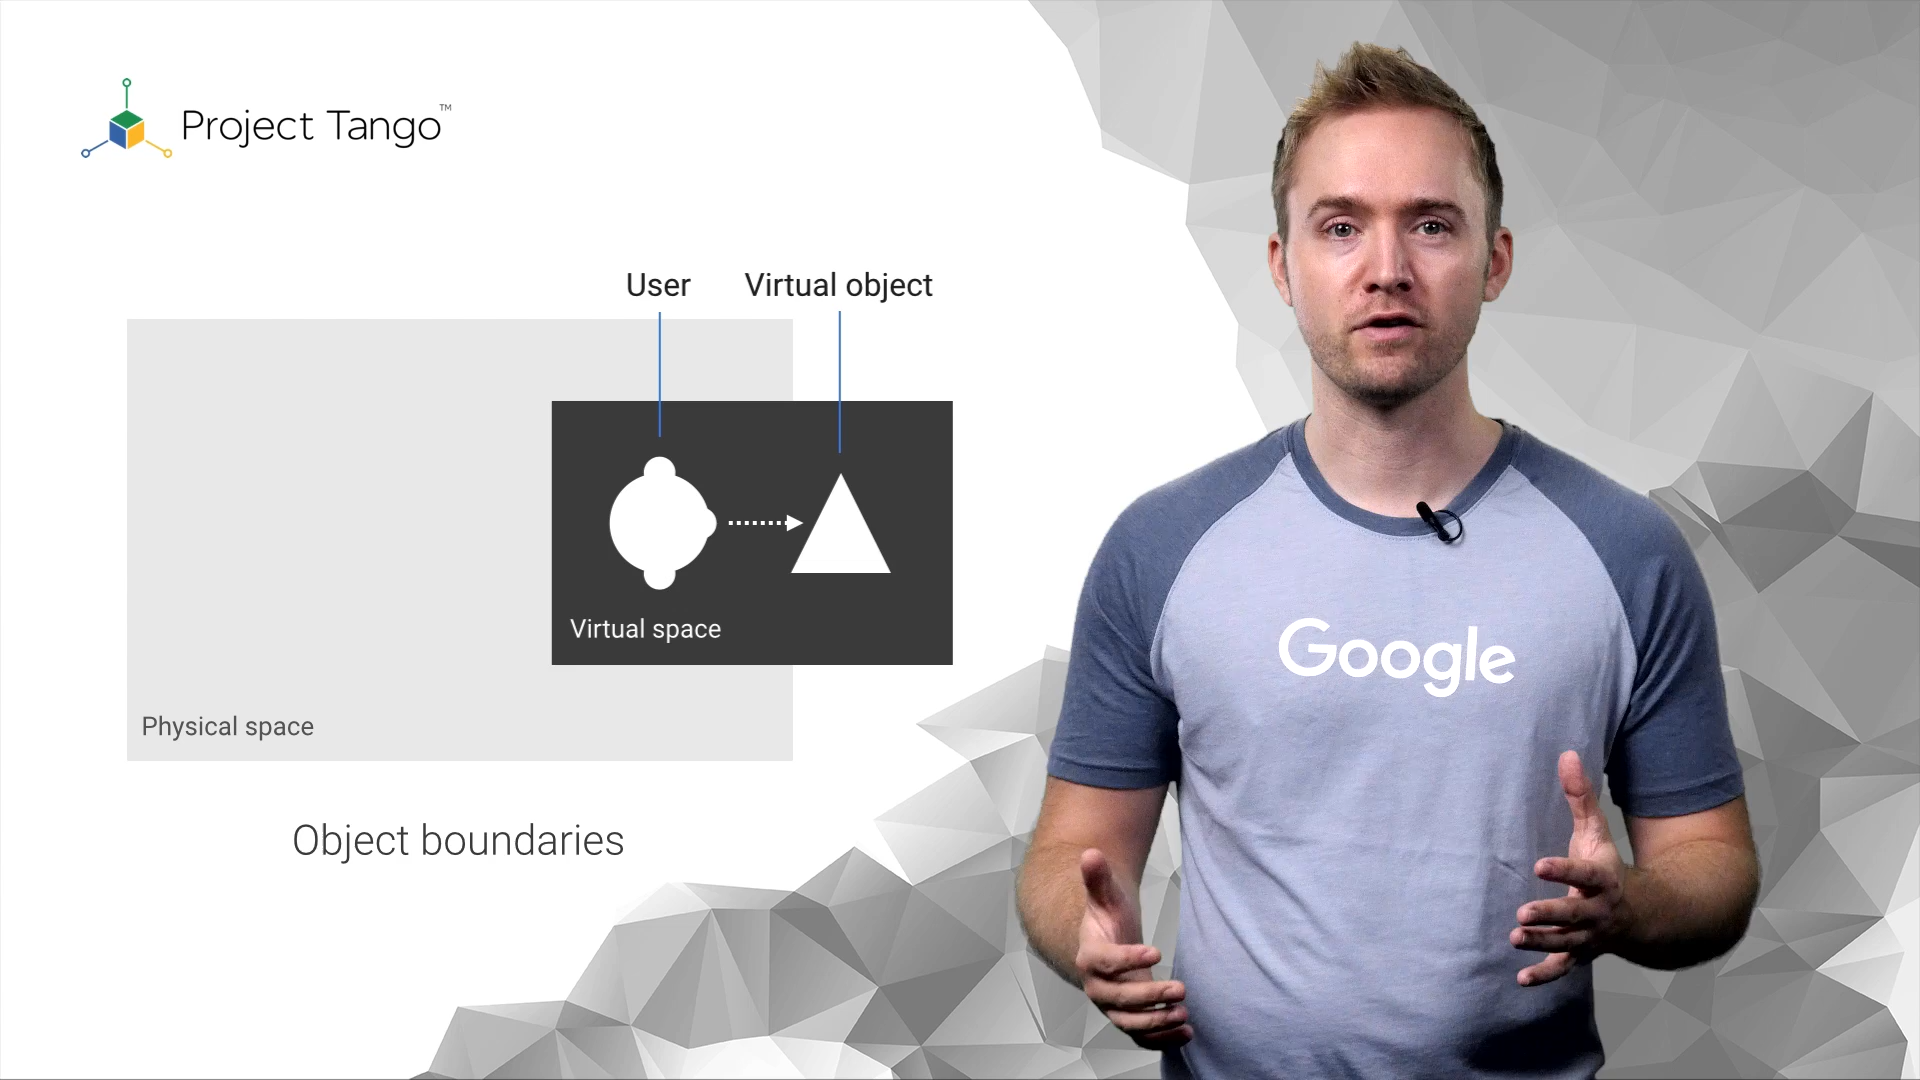 Project Tango™
User
Virtual object
Virtual space
Physical space
Object boundaries
Google